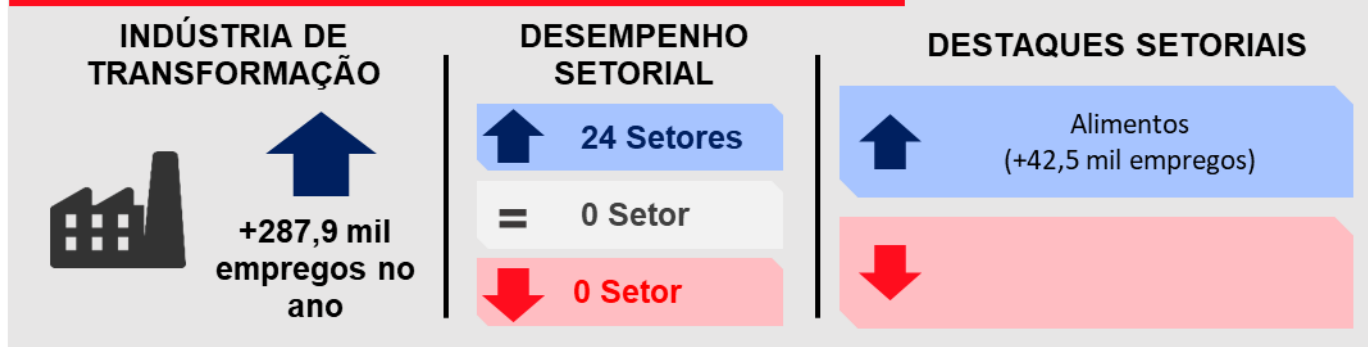 INDÚSTRIA DE
TRANSFORMAÇÃO
+287,9 mil
empregos no
ano
DESEMPENHO
SETORIAL
24 Setores
=
0 Setor
0 Setor
DESTAQUES SETORIAIS
Alimentos
(+42,5 mil empregos)